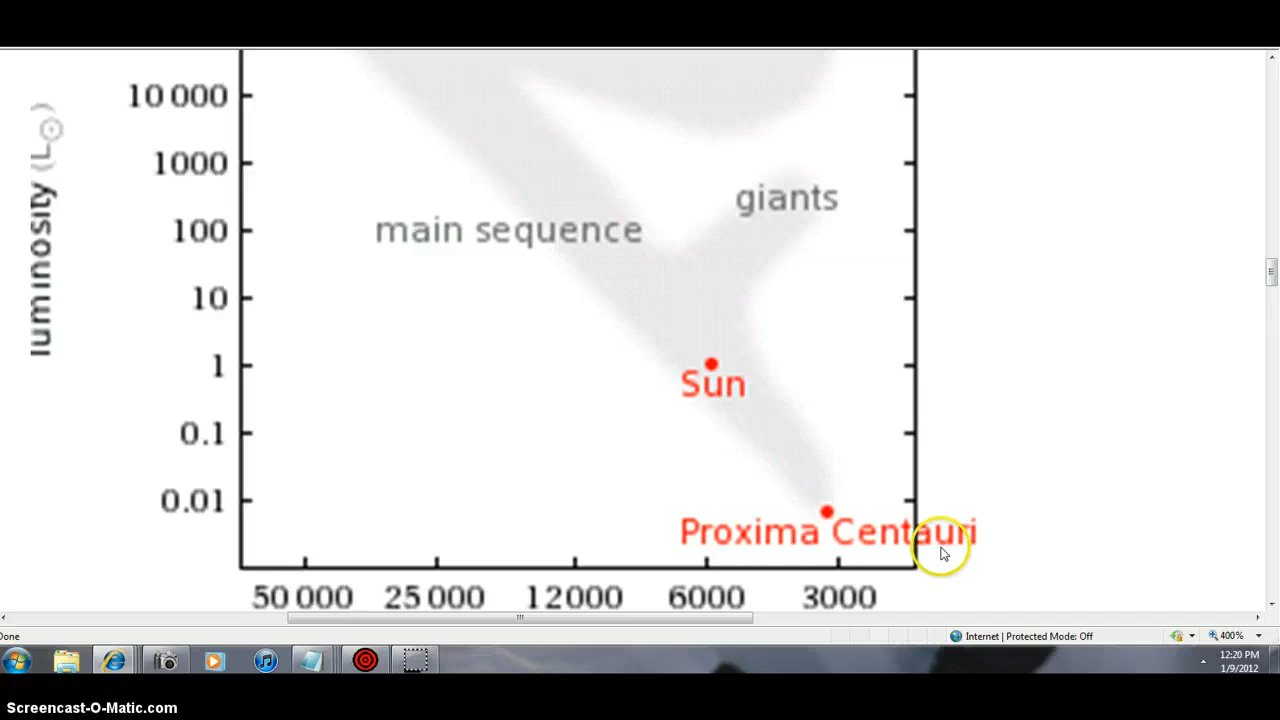 10 000
1000
100
10
1
0.1
0.01
luminosity (L☉)
main sequence
giants
Sun
Proxima Centauri
50 000 25 000 12 000 6000 3000
Done
Internet | Protected Mode: Off
400%
12:20 PM
1/9/2012
Screencast-O-Matic.com